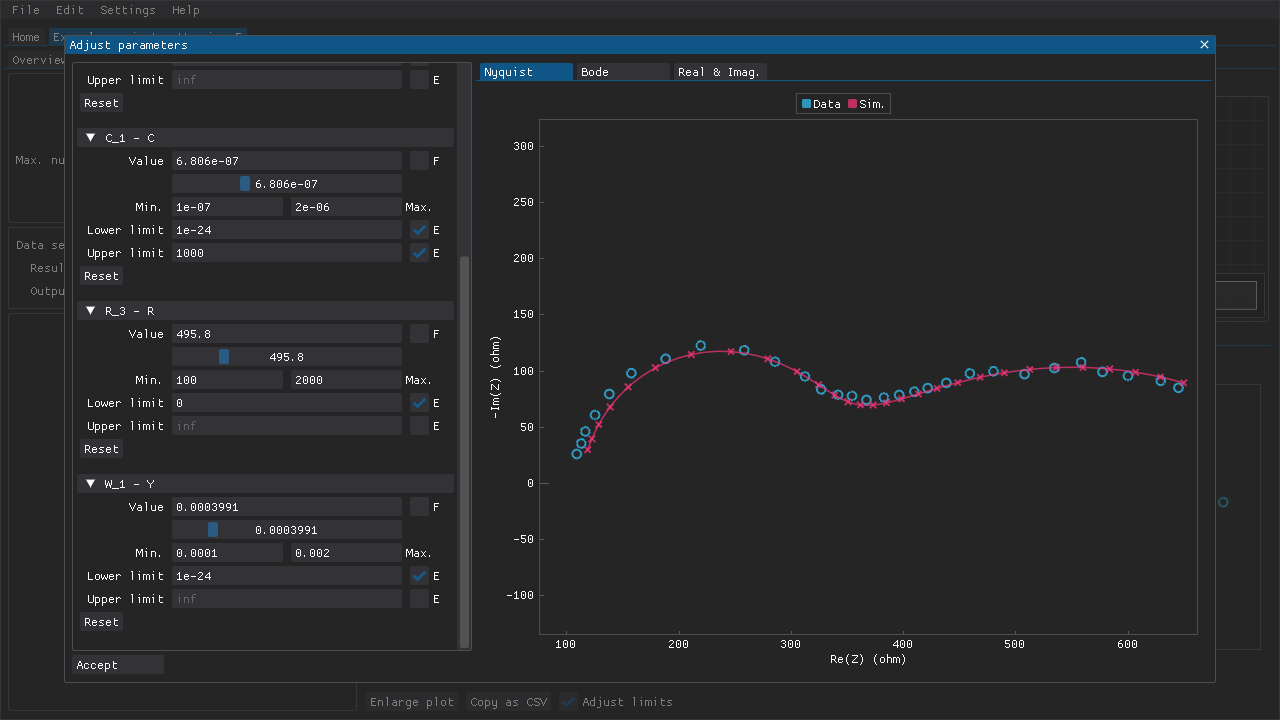 File Edit Settings Help
Home
Adjust parameters
Overview
Nyquist Bode Real & Imag.
Upper limit inf E
Reset
Data Sim.
C_1 - C
Value 6.806e-07 F
6.806e-07
Min. 1e-07 2e-06 Max.
Lower limit 1e-24 E
Upper limit 1000 E
Reset
R_3 - R
Value 495.8 F
495.8
Min. 100 2000 Max.
Lower limit 0 E
Upper limit inf E
Reset
W_1 - Y
Value 0.0003991 F
0.0003991
Min. 0.0001 0.002 Max.
Lower limit 1e-24 E
Upper limit inf E
Reset
Accept
300
250
200
150
100
50
0
-50
-100
-Im(Z) (ohm)
100 200 300 400 500 600
Re(Z) (ohm)
Max. nu
Data se
Resul
Outpu
Enlarge plot Copy as CSV Adjust limits